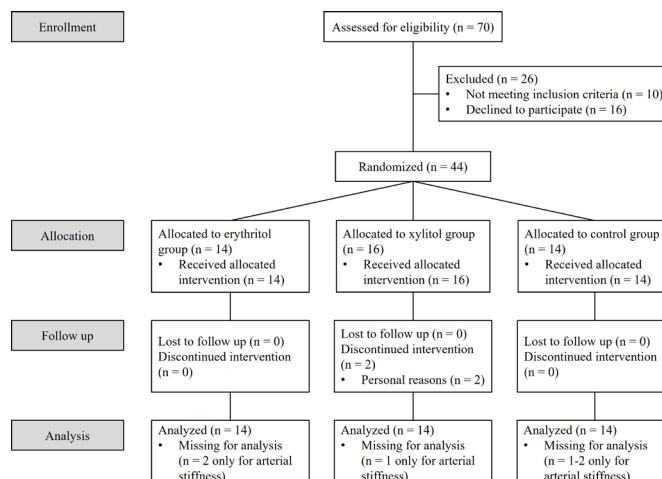 Enrollment
Assessed for eligibility (n = 70)
Excluded (n = 26)
• Not meeting inclusion criteria (n = 10)
• Declined to participate (n = 16)
Randomized (n = 44)
Allocation
Allocated to erythritol
group (n = 14)
• Received allocated
intervention (n = 14)
Allocated to xylitol group
(n = 16)
• Received allocated
intervention (n = 16)
Allocated to control group
(n = 14)
• Received allocated
intervention (n = 14)
Follow up
Lost to follow up (n = 0)
Discontinued intervention
(n = 0)
Lost to follow up (n = 0)
Discontinued intervention
(n = 2)
• Personal reasons (n = 2)
Lost to follow up (n = 0)
Discontinued intervention
(n = 0)
Analysis
Analyzed (n = 14)
• Missing for analysis
(n = 2 only for arterial
stiffness)
Analyzed (n = 14)
• Missing for analysis
(n = 1 only for arterial
stiffness)
Analyzed (n = 14)
• Missing for analysis
(n = 1-2 only for
arterial stiffness)